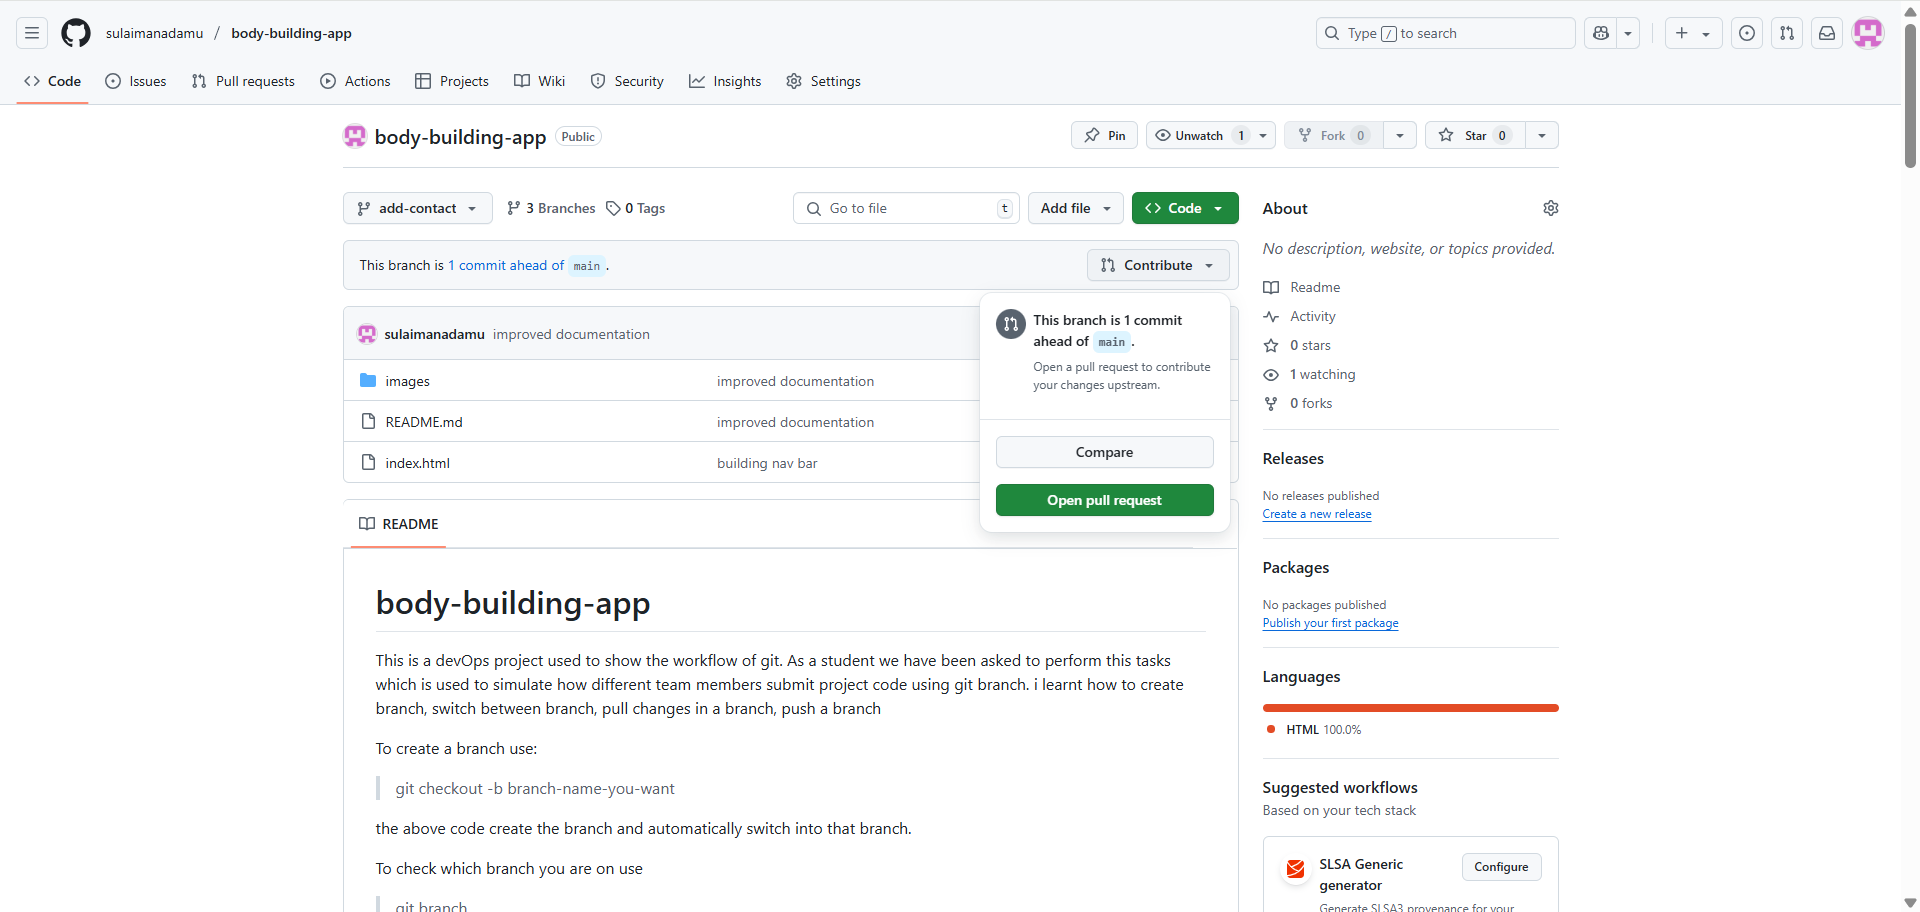 sulaimanadamu / body-building-app
Type / to search
Code
Issues
Pull requests
Actions
Projects
Wiki
Security
Insights
Settings
body-building-app Public
Pin
Unwatch 1
Fork 0
Star 0
add-contact
3 Branches
0 Tags
Go to file t
Add file
Code
This branch is 1 commit ahead of main .
Contribute
This branch is 1 commit
ahead of main .
Open a pull request to contribute
your changes upstream.
Compare
Open pull request
sulaimanadamu improved documentation
images improved documentation
README.md improved documentation
index.html building nav bar
README
body-building-app
This is a devOps project used to show the workflow of git. As a student we have been asked to perform this tasks
which is used to simulate how different team members submit project code using git branch. i learnt how to create
branch, switch between branch, pull changes in a branch, push a branch
To create a branch use:
git checkout -b branch-name-you-want
the above code create the branch and automatically switch into that branch.
To check which branch you are on use
git branch
About
No description, website, or topics provided.
Readme
Activity
0 stars
1 watching
0 forks
Releases
No releases published
Create a new release
Packages
No packages published
Publish your first package
Languages
HTML 100.0%
Suggested workflows
Based on your tech stack
SLSA Generic
generator
Configure
Generate SLSA3 provenance for your